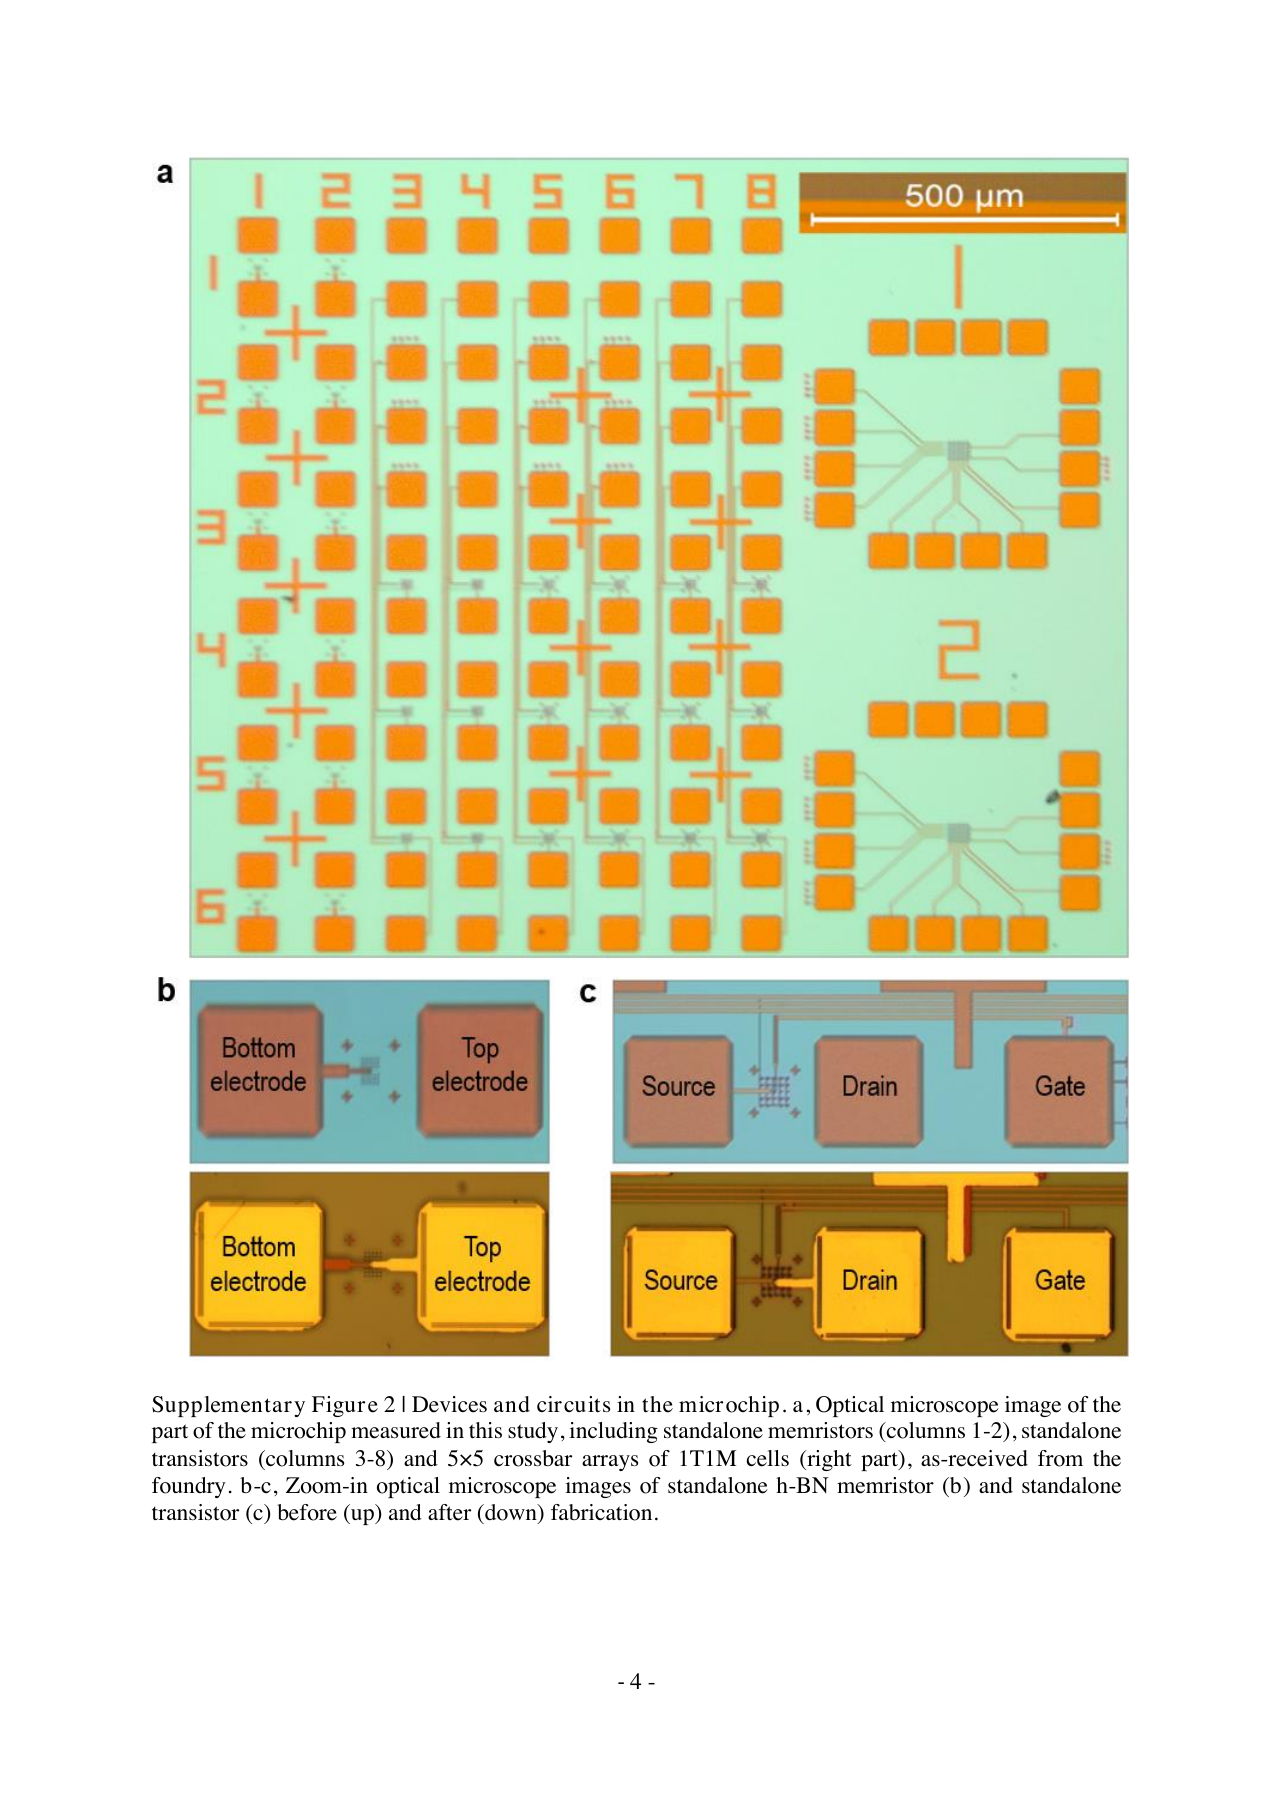 a
1 2 3 4 5 6 7 8
500 µm
1
1
2
3
2
4
5
6
b
c
Bottom
electrode
Top
electrode
Source
Drain
Gate
Bottom
electrode
Top
electrode
Source
Drain
Gate
Supplementary Figure 2 | Devices and circuits in the microchip. a, Optical microscope image of the
part of the microchip measured in this study, including standalone memristors (columns 1-2), standalone
transistors (columns 3-8) and 5×5 crossbar arrays of 1T1M cells (right part), as-received from the
foundry. b-c, Zoom-in optical microscope images of standalone h-BN memristor (b) and standalone
transistor (c) before (up) and after (down) fabrication.
- 4 -